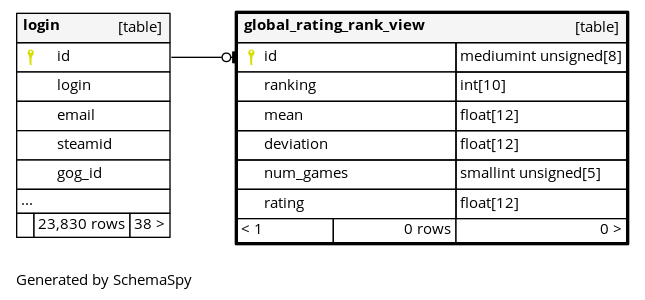 login [table]
id
login
email
steamid
gog_id
...
23,830 rows 38 >
global_rating_rank_view [table]
id mediumint unsigned[8]
ranking int[10]
mean float[12]
deviation float[12]
num_games smallint unsigned[5]
rating float[12]
< 1 0 rows 0 >
Generated by SchemaSpy